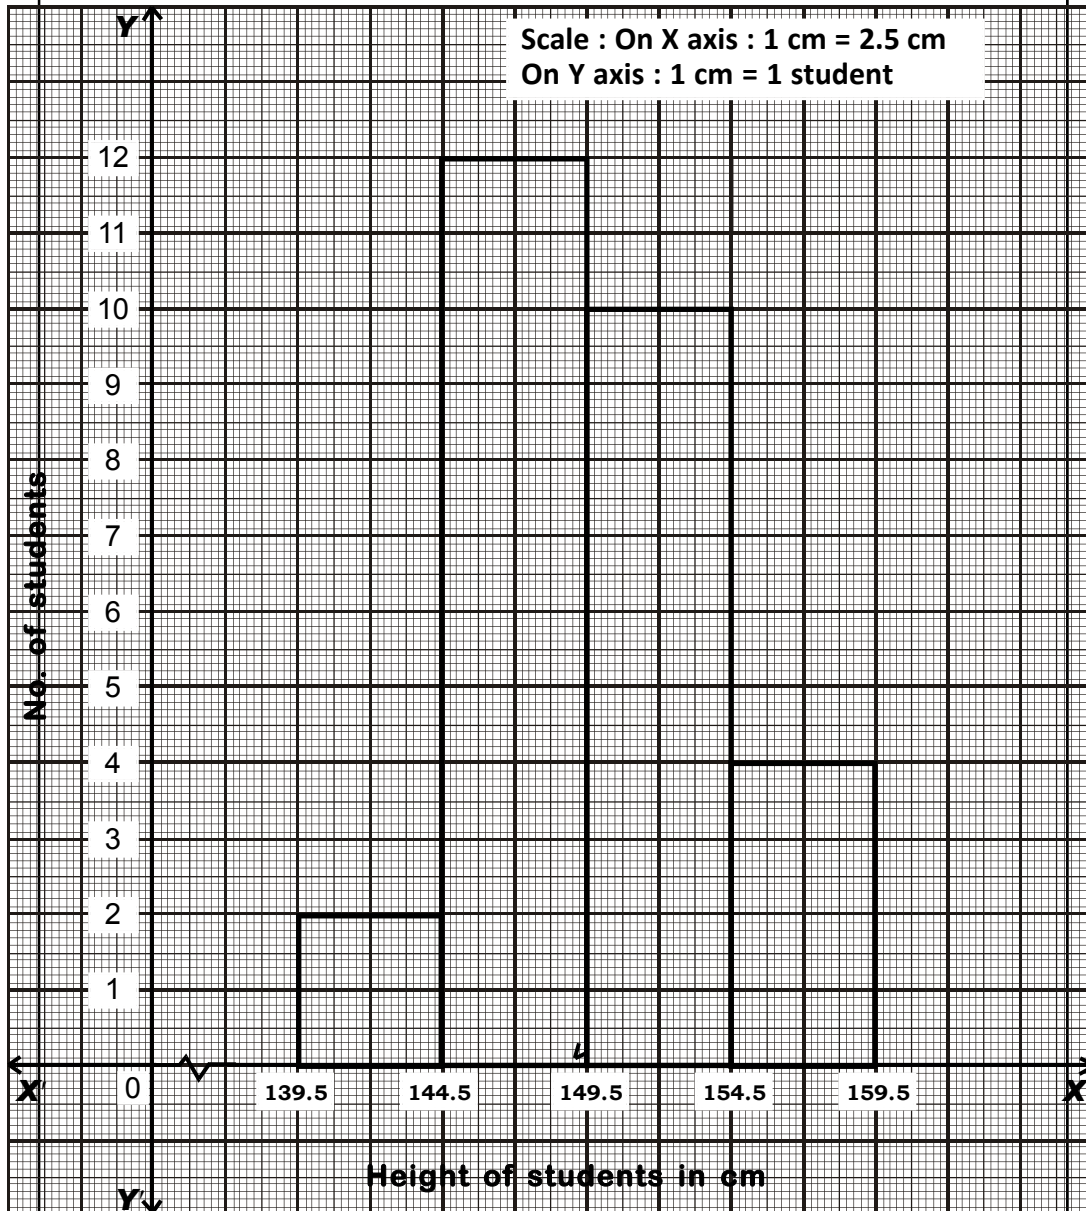 Y
Scale : On X axis : 1 cm = 2.5 cm
On Y axis : 1 cm = 1 student
12
11
10
9
8
7
6
5
4
3
2
1
No. of students
X' 0 139.5 144.5 149.5 154.5 159.5 X
Height of students in cm
Y'